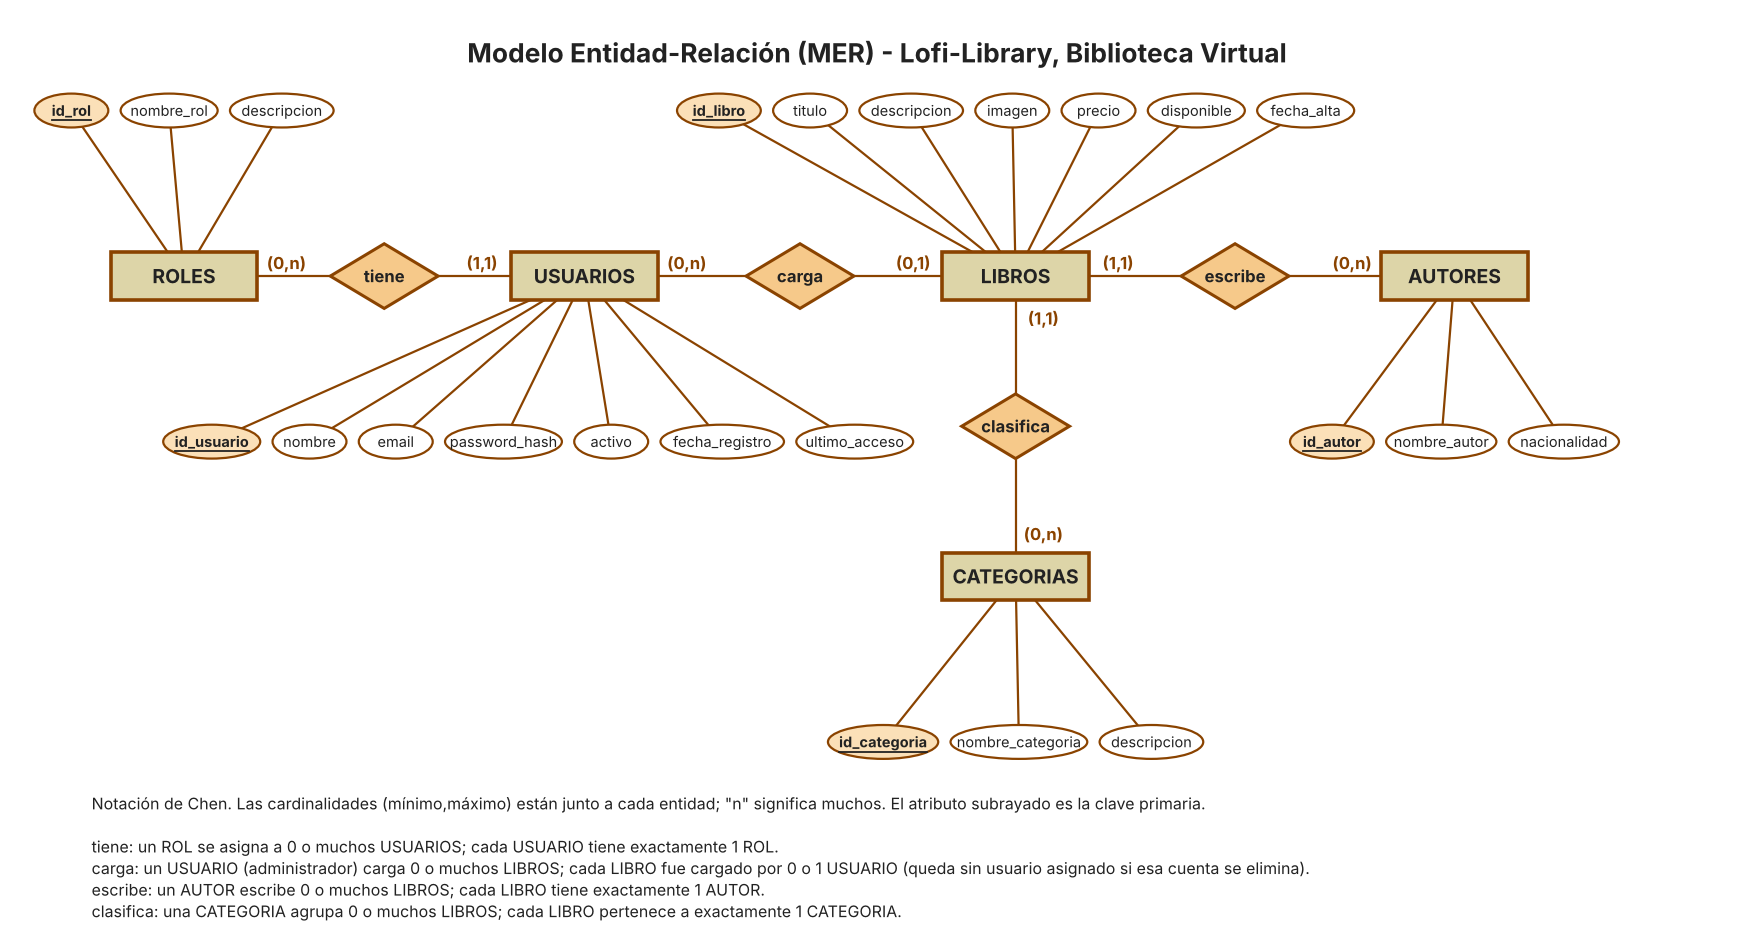 Modelo Entidad-Relación (MER) - Lofi-Library, Biblioteca Virtual
id_rol
nombre_rol
descripcion
id_libro
titulo
descripcion
imagen
precio
disponible
fecha_alta
ROLES
(0,n)
tiene
(1,1)
USUARIOS
(0,n)
carga
(0,1)
LIBROS
(1,1)
escribe
(0,n)
AUTORES
(1,1)
clasifica
id_usuario
nombre
email
password_hash
activo
fecha_registro
ultimo_acceso
id_autor
nombre_autor
nacionalidad
(0,n)
CATEGORIAS
id_categoria
nombre_categoria
descripcion
Notación de Chen. Las cardinalidades (mínimo,máximo) están junto a cada entidad; "n" significa muchos. El atributo subrayado es la clave primaria.
tiene: un ROL se asigna a 0 o muchos USUARIOS; cada USUARIO tiene exactamente 1 ROL.
carga: un USUARIO (administrador) carga 0 o muchos LIBROS; cada LIBRO fue cargado por 0 o 1 USUARIO (queda sin usuario asignado si esa cuenta se elimina).
escribe: un AUTOR escribe 0 o muchos LIBROS; cada LIBRO tiene exactamente 1 AUTOR.
clasifica: una CATEGORIA agrupa 0 o muchos LIBROS; cada LIBRO pertenece a exactamente 1 CATEGORIA.